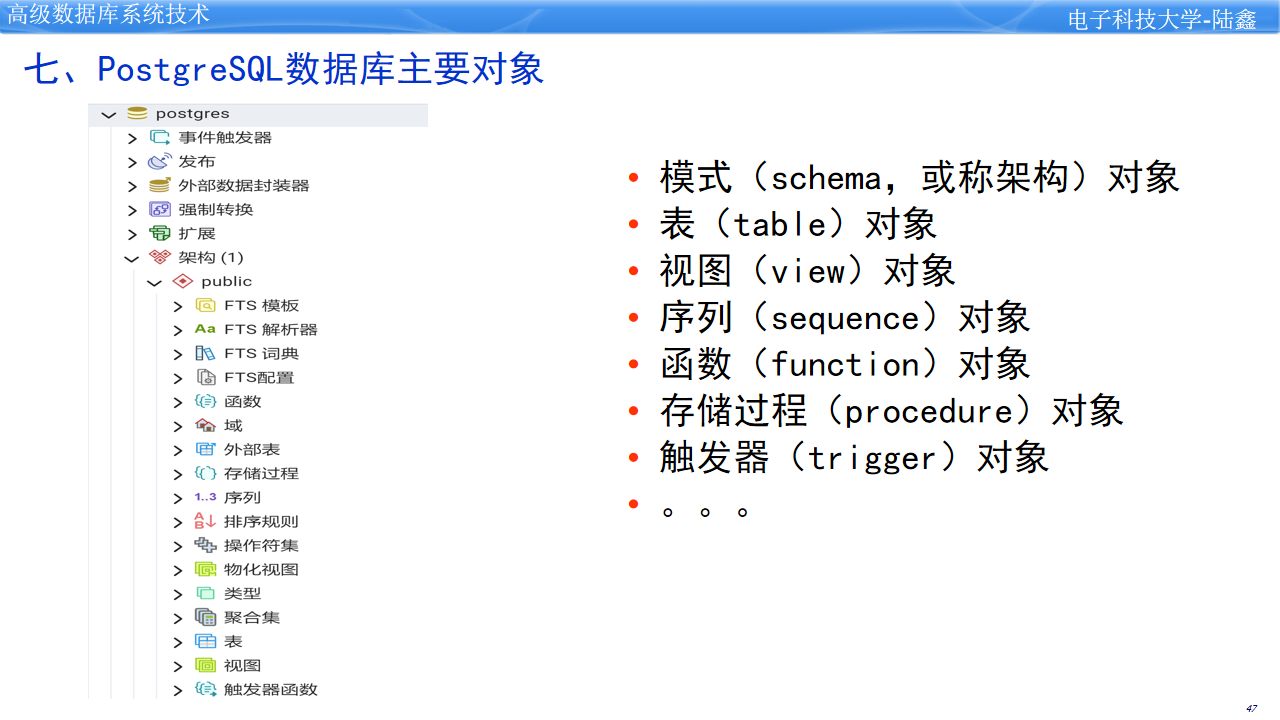 高级数据库系统技术
电子科技大学-陆鑫
七、PostgreSQL数据库主要对象
postgres
事件触发器
发布
外部数据封装器
强制转换
扩展
架构 (1)
public
FTS 模板
Aa FTS 解析器
FTS 词典
FTS配置
函数
域
外部表
存储过程
1..3 序列
排序规则
操作符集
物化视图
类型
聚合集
表
视图
触发器函数
• 模式（schema，或称架构）对象
• 表（table）对象
• 视图（view）对象
• 序列（sequence）对象
• 函数（function）对象
• 存储过程（procedure）对象
• 触发器（trigger）对象
• 。。。
47